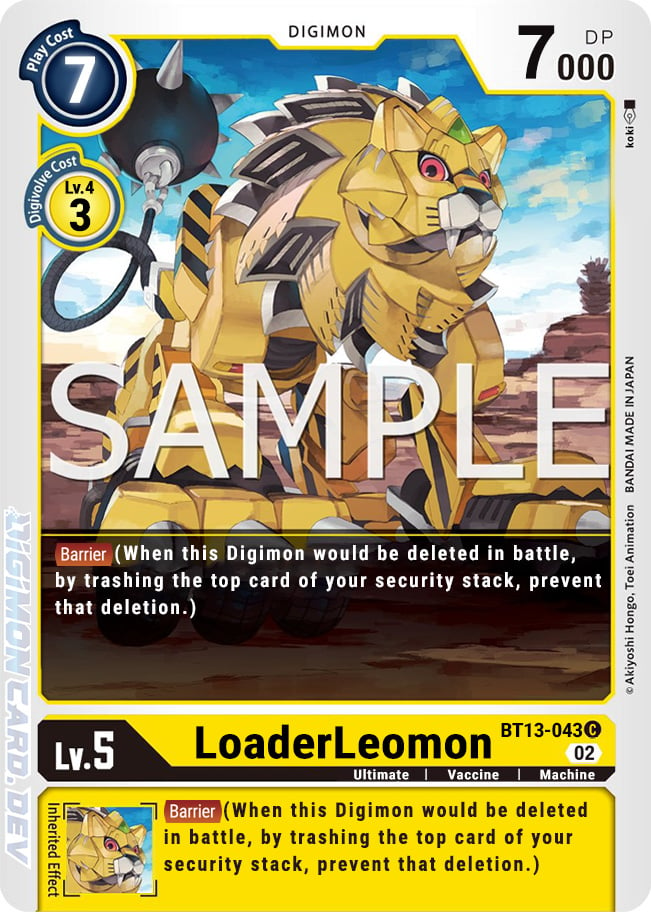 Play Cost
7
DIGIMON
7000
DP
koki
Digivolve Cost
Lv.4
3
SAMPLE
Barrier (When this Digimon would be deleted in battle,
by trashing the top card of your security stack, prevent
that deletion.)
© Akiyoshi Hongo, Toei Animation BANDAI MADE IN JAPAN
DIGIMON CARD.DEV
Lv.5
LoaderLeomon
BT13-043 C
02
Ultimate | Vaccine | Machine
Inherited Effect
Barrier (When this Digimon would be deleted
in battle, by trashing the top card of your
security stack, prevent that deletion.)